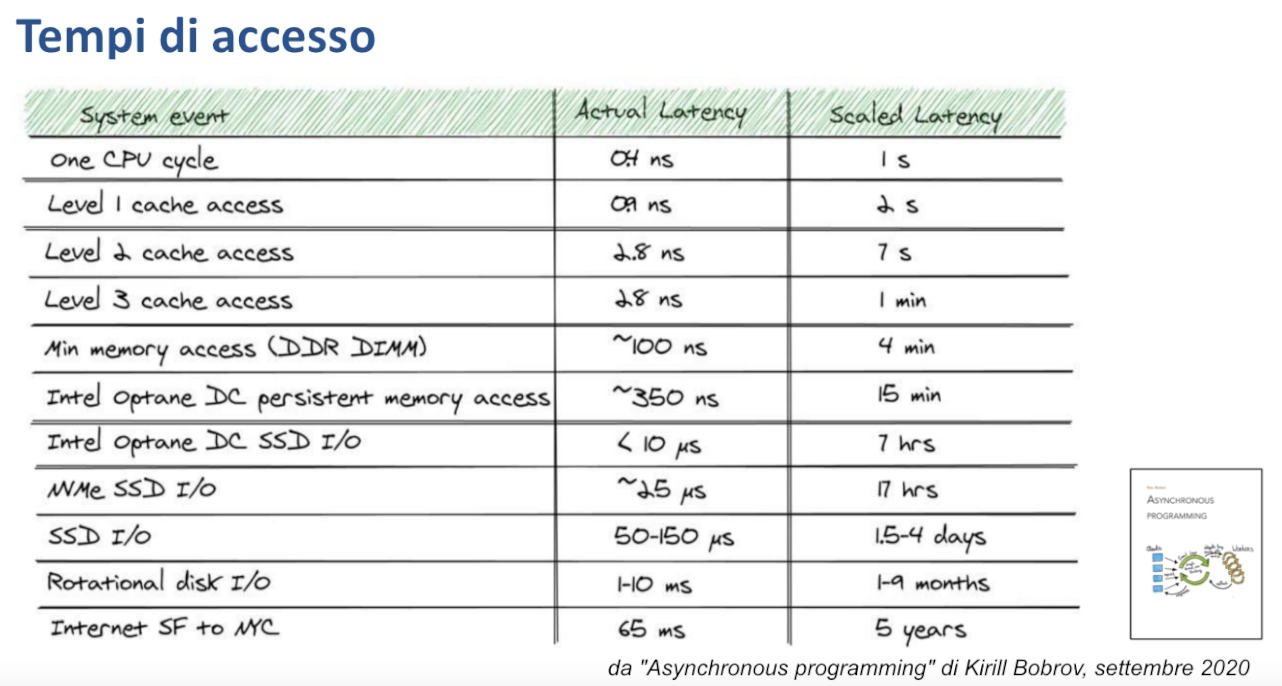 Tempi di accesso
System event Actual Latency Scaled Latency
One CPU cycle 0.4 ns 1 s
Level 1 cache access 0.9 ns 2 s
Level 2 cache access 2.8 ns 7 s
Level 3 cache access 28 ns 1 min
Min memory access (DDR DIMM) ~100 ns 4 min
Intel Optane DC persistent memory access ~350 ns 15 min
Intel Optane DC SSD I/O < 10 μs 7 hrs
NVMe SSD I/O ~25 μs 17 hrs
SSD I/O 50-150 μs 1.5-4 days
Rotational disk I/O 1-10 ms 1-9 months
Internet SF to NYC 65 ms 5 years
ASYNCHRONOUS
PROGRAMMING
Workers
da "Asynchronous programming" di Kirill Bobrov, settembre 2020